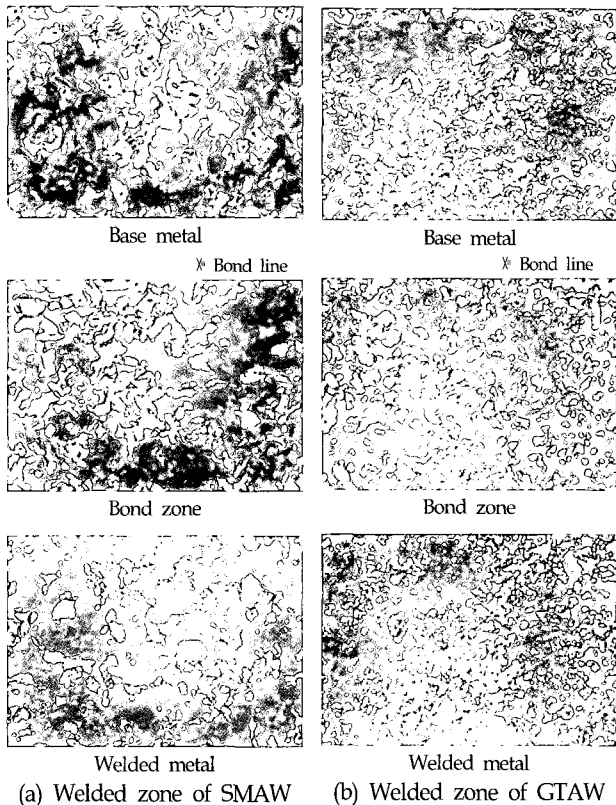 Base metal
Base metal
Bond line
Bond line
Bond zone
Bond zone
Welded metal
Welded metal
(a) Welded zone of SMAW
(b) Welded zone of GTAW